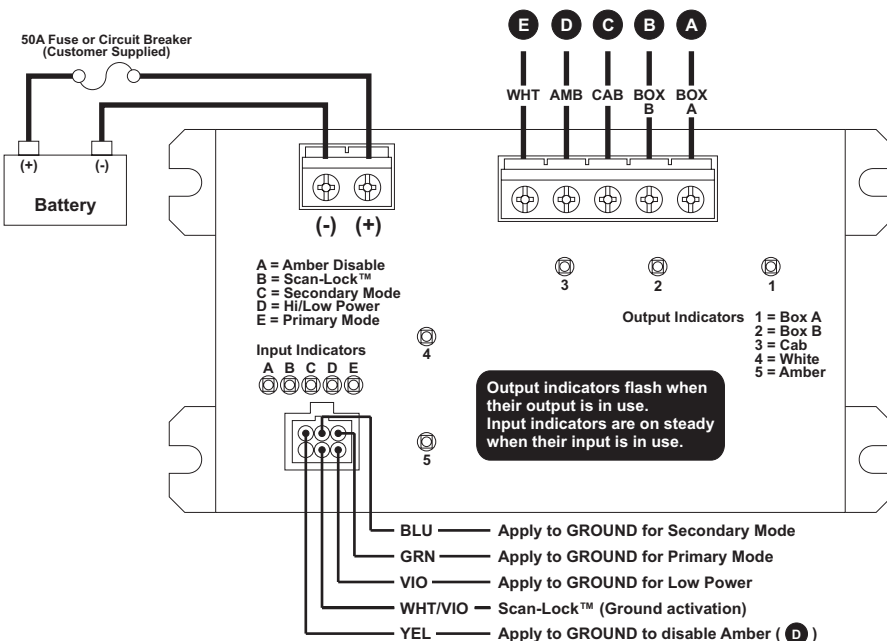 50A Fuse or Circuit Breaker
(Customer Supplied)
E D C B A
WHT AMB CAB BOX B BOX A
(+) (-)
Battery
(-) (+)
A = Amber Disable
B = Scan-Lock™
C = Secondary Mode
D = Hi/Low Power
E = Primary Mode
3 2 1
Output Indicators 1 = Box A
2 = Box B
3 = Cab
4 = White
5 = Amber
4
Input Indicators
A B C D E
Output indicators flash when
their output is in use.
Input indicators are on steady
when their input is in use.
5
BLU Apply to GROUND for Secondary Mode
GRN Apply to GROUND for Primary Mode
VIO Apply to GROUND for Low Power
WHT/VIO Scan-Lock™ (Ground activation)
YEL Apply to GROUND to disable Amber ( D )